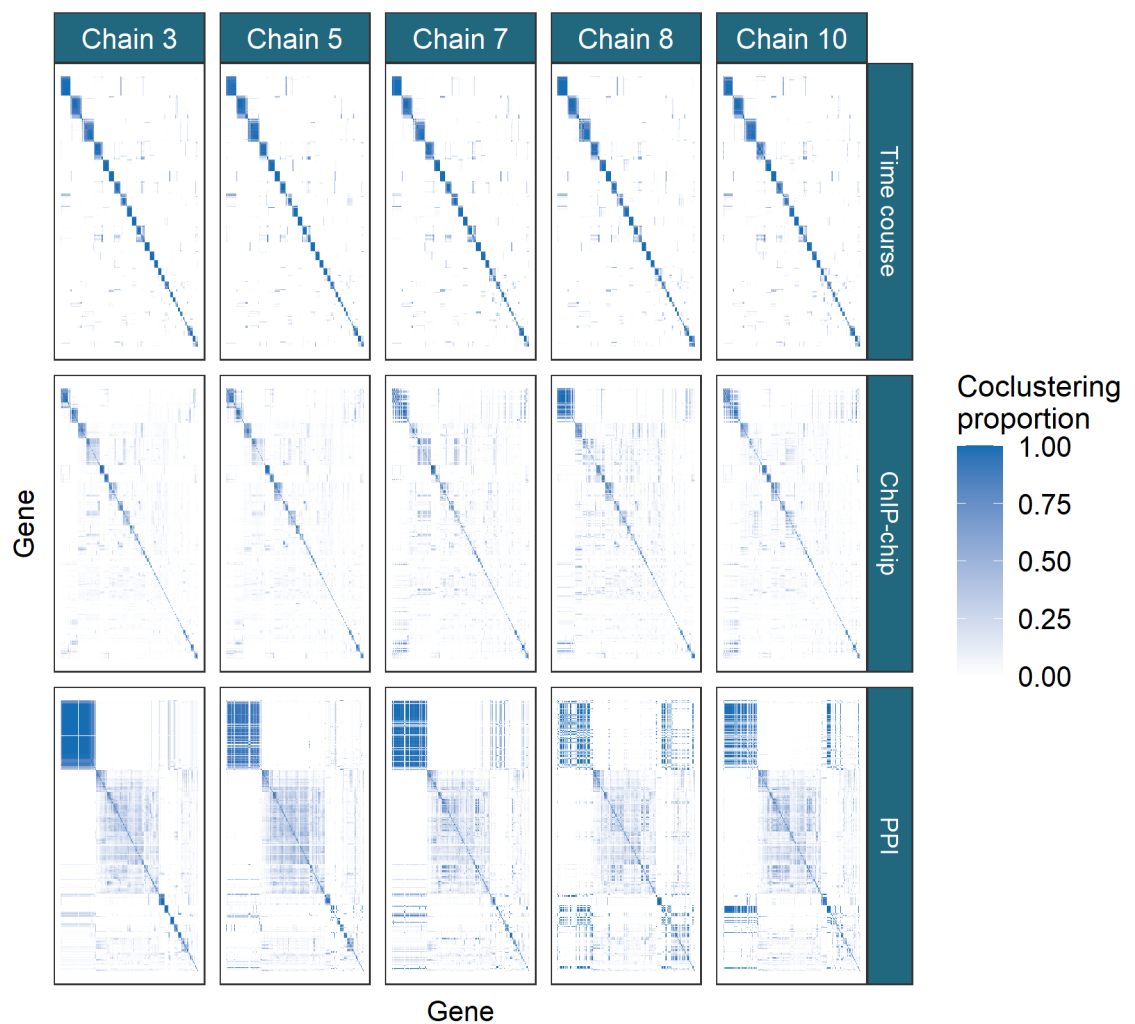 Chain 3
Chain 5
Chain 7
Chain 8
Chain 10
Time course
ChIP-chip
PPI
Gene
Gene
Coclustering
proportion
1.00
0.75
0.50
0.25
0.00